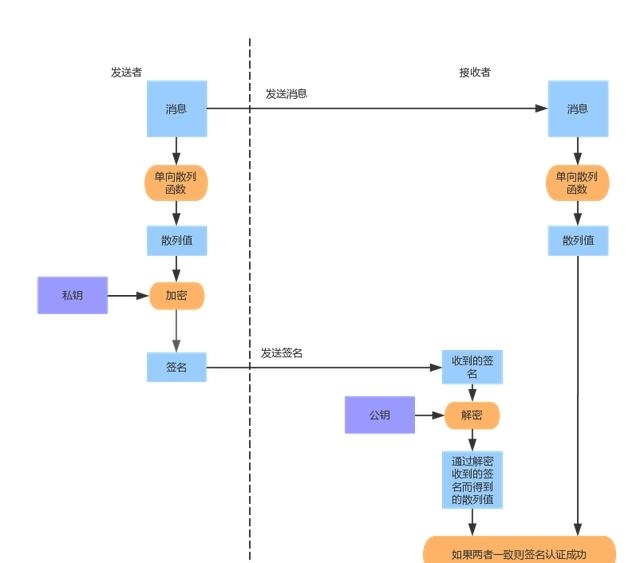 发送者
接收者
发送消息
消息
消息
单向散列
函数
单向散列
函数
散列值
散列值
私钥
加密
发送签名
签名
收到的签
名
公钥
解密
通过解密
收到的签
名而得到
的散列值
如果两者一致则签名认证成功